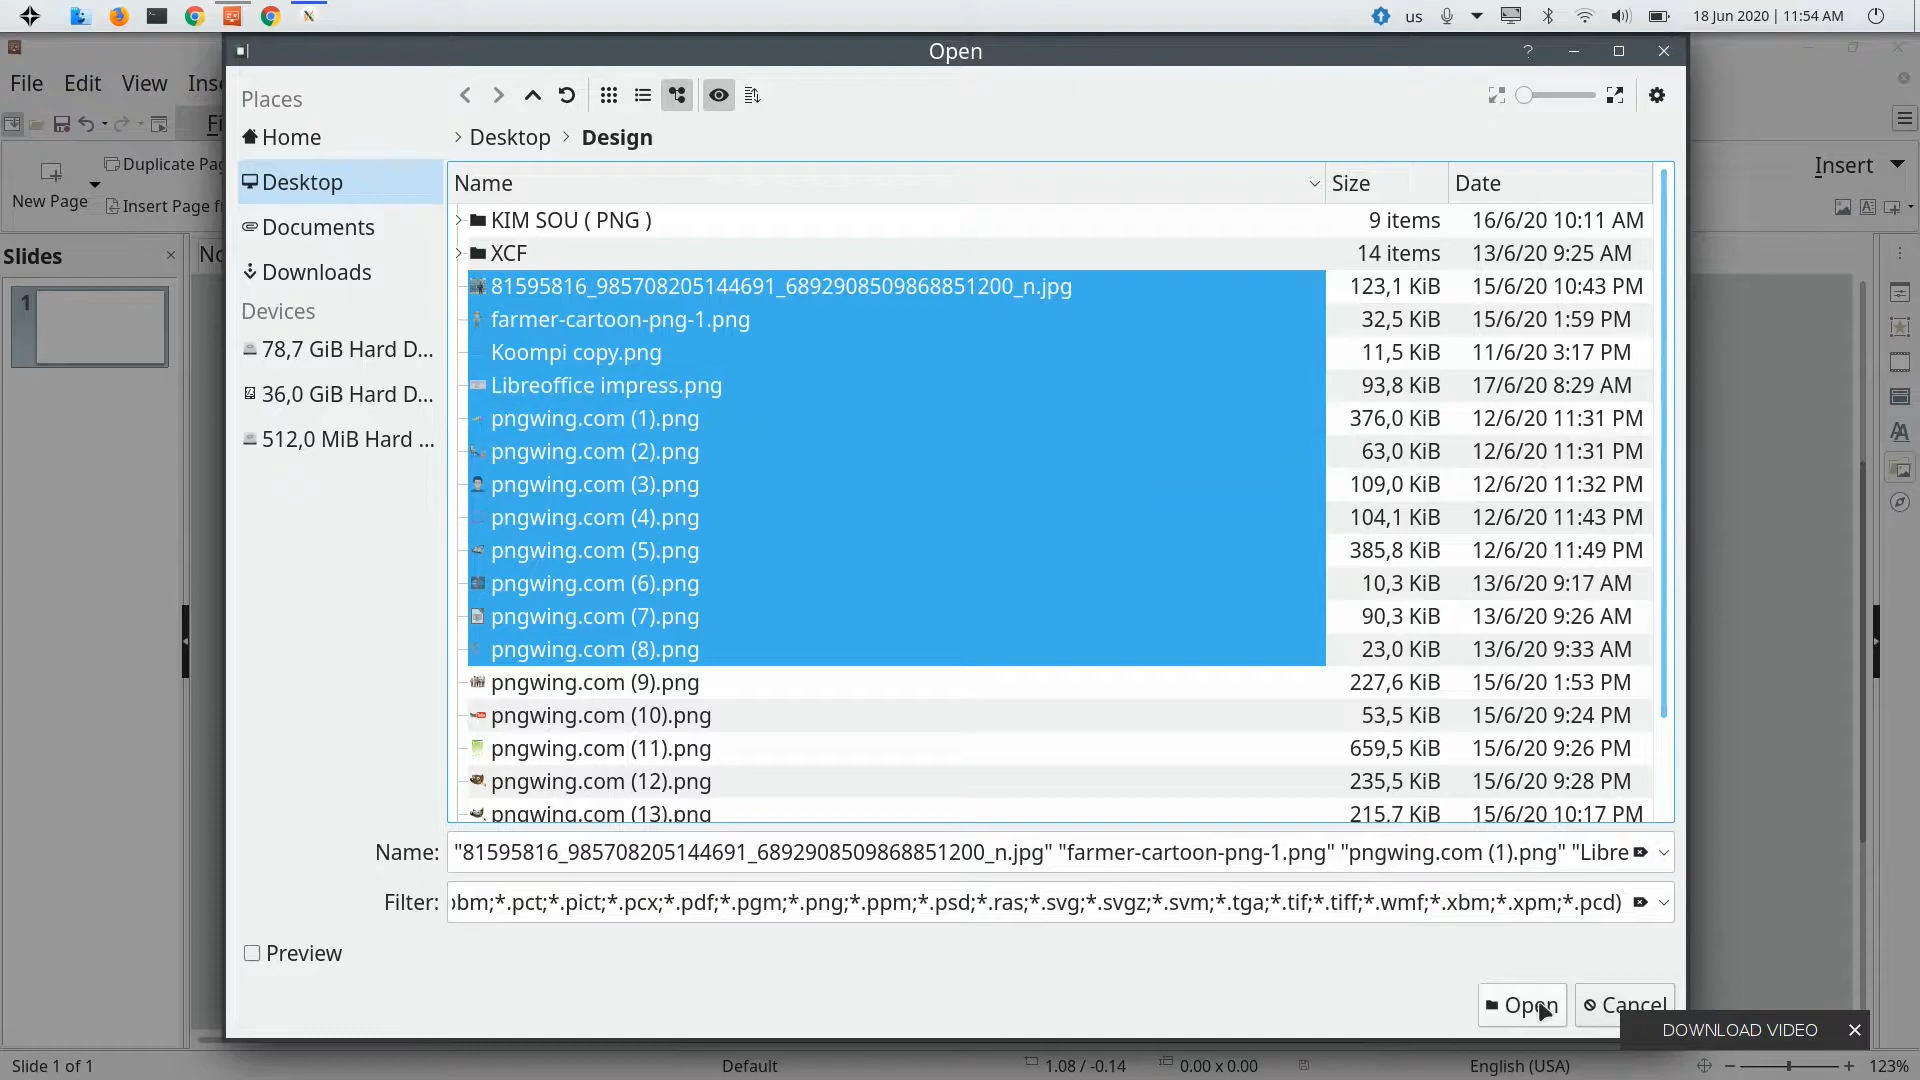 us
18 Jun 2020 | 11:54 AM
Open
File Edit View
Places
Home
Desktop
Documents
Downloads
Devices
78,7 GiB Hard D...
36,0 GiB Hard D...
512,0 MiB Hard ...
Desktop > Design
Name Size Date
KIM SOU ( PNG ) 9 items 16/6/20 10:11 AM
XCF 14 items 13/6/20 9:25 AM
81595816_985708205144691_6892908509868851200_n.jpg 123,1 KiB 15/6/20 10:43 PM
farmer-cartoon-png-1.png 32,5 KiB 15/6/20 1:59 PM
Koompi copy.png 11,5 KiB 11/6/20 3:17 PM
Libreoffice impress.png 93,8 KiB 17/6/20 8:29 AM
pngwing.com (1).png 376,0 KiB 12/6/20 11:31 PM
pngwing.com (2).png 63,0 KiB 12/6/20 11:31 PM
pngwing.com (3).png 109,0 KiB 12/6/20 11:32 PM
pngwing.com (4).png 104,1 KiB 12/6/20 11:43 PM
pngwing.com (5).png 385,8 KiB 12/6/20 11:49 PM
pngwing.com (6).png 10,3 KiB 13/6/20 9:17 AM
pngwing.com (7).png 90,3 KiB 13/6/20 9:26 AM
pngwing.com (8).png 23,0 KiB 13/6/20 9:33 AM
pngwing.com (9).png 227,6 KiB 15/6/20 1:53 PM
pngwing.com (10).png 53,5 KiB 15/6/20 9:24 PM
pngwing.com (11).png 659,5 KiB 15/6/20 9:26 PM
pngwing.com (12).png 235,5 KiB 15/6/20 9:28 PM
pngwing.com (13).png 215,7 KiB 15/6/20 10:17 PM
Name: "81595816_985708205144691_6892908509868851200_n.jpg" "farmer-cartoon-png-1.png" "pngwing.com (1).png" "Libre
Filter: bm;*.pct;*.pict;*.pcx;*.pdf;*.pgm;*.png;*.ppm;*.psd;*.ras;*.svg;*.svgz;*.svm;*.tga;*.tif;*.tiff;*.wmf;*.xbm;*.xpm;*.pcd)
Preview
Open Cancel
DOWNLOAD VIDEO
New Page
Duplicate
Insert Page
Insert
Slides
1
Slide 1 of 1 Default 1.08 / -0.14 0.00 x 0.00 English (USA) 123%